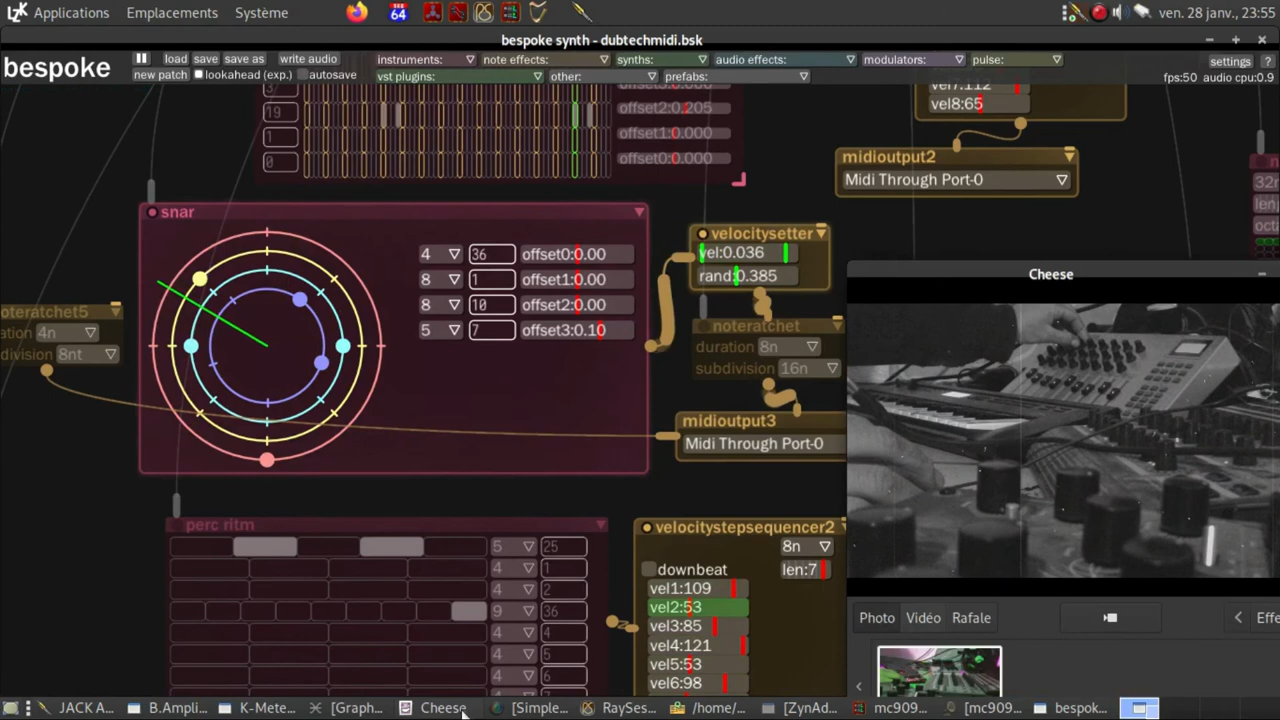 Applications Emplacements Système 64 ven. 28 janv., 23:55
bespoke synth - dubtechmidi.bsk
bespoke load save save as write audio instruments: note effects: synths: audio effects: modulators: pulse: settings ?
new patch lookahead (exp.) autosave vst plugins: other: prefabs: fps:50 audio cpu:0.9
vel8:65
19 offset2:0.205
1 offset1:0.000
0 offset0:0.000
midioutput2
Midi Through Port-0
snar
4 36 offset0:0.00
8 1 offset1:0.00
8 10 offset2:0.00
5 7 offset3:0.10
velocitysetter
vel:0.036
rand:0.385
noteratchet
duration 8n
subdivision 16n
midioutput3
Midi Through Port-0
oteratchet5
ation 4n
division 8nt
Cheese
perc ritm
5 25
4 1
4 2
9 36
4 4
4 5
4 6
velocitystepsequencer2
8n
downbeat len:7
vel1:109
vel2:53
vel3:85
vel4:121
vel5:53
vel6:98
Photo Vidéo Rafale Effe
JACK A... B.Ampli... K-Mete... [Graph... Cheese [Simple... RaySes... /home/... [ZynAd... mc909... [mc909... bespok...